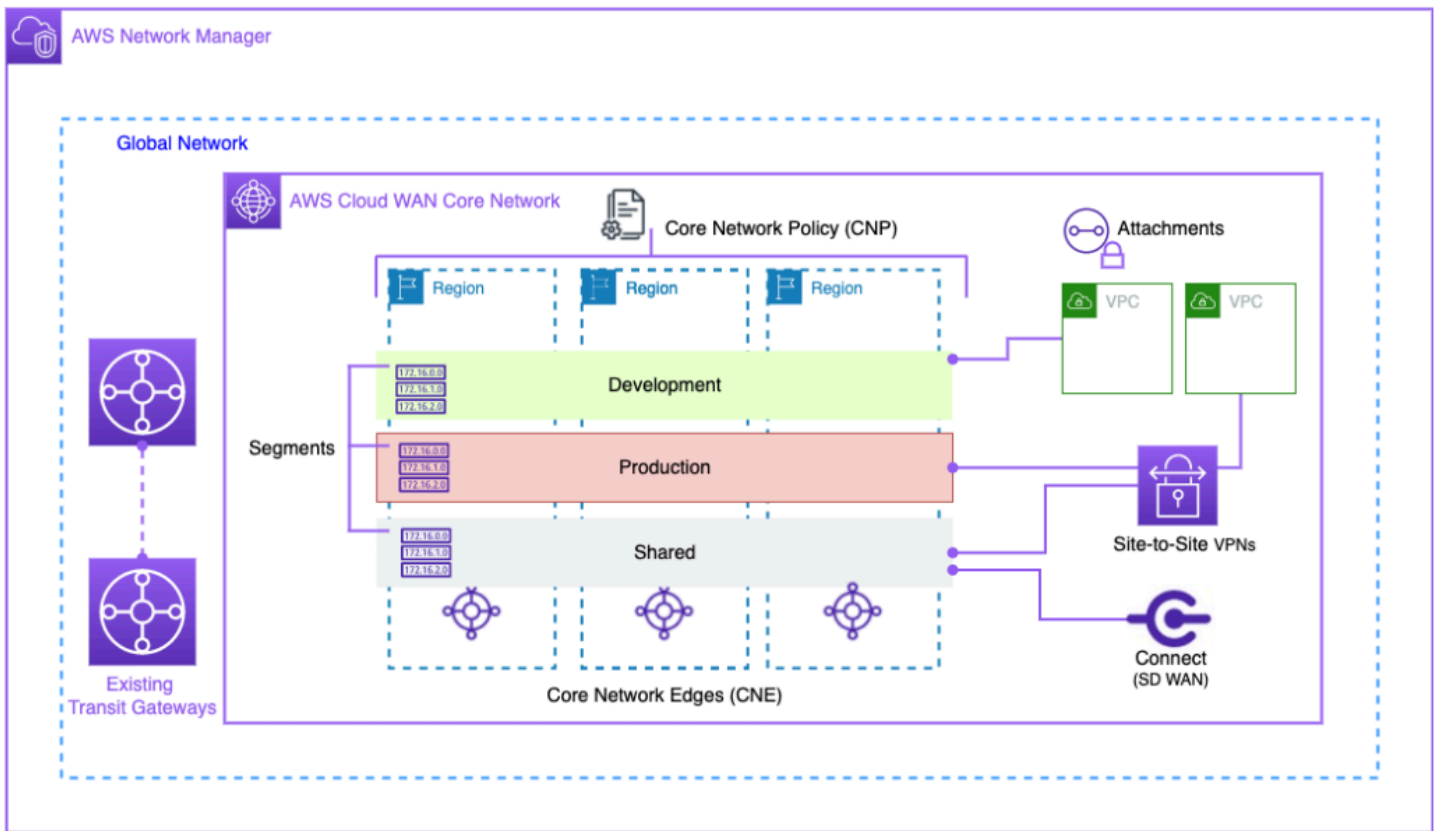 AWS Network Manager
Global Network
AWS Cloud WAN Core Network
Core Network Policy (CNP)
Attachments
Region
Region
Region
VPC
VPC
172.16.0.0
172.16.1.0
172.16.2.0
Development
Segments
172.16.0.0
172.16.1.0
172.16.2.0
Production
172.16.0.0
172.16.1.0
172.16.2.0
Shared
Site-to-Site VPNs
Connect
(SD WAN)
Existing
Transit Gateways
Core Network Edges (CNE)